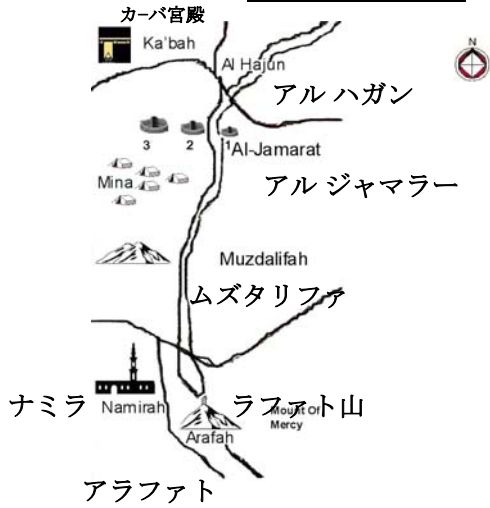 カーバ宮殿
Ka'bah
N
Al Hajun
アル ハガン
3 2 1
Al-Jamarat
Mina
アル ジャマラー
Muzdalifah
ムズタリファ
ナミラ
Namirah
ラファト山
Mount Of
Mercy
Arafah
アラファト